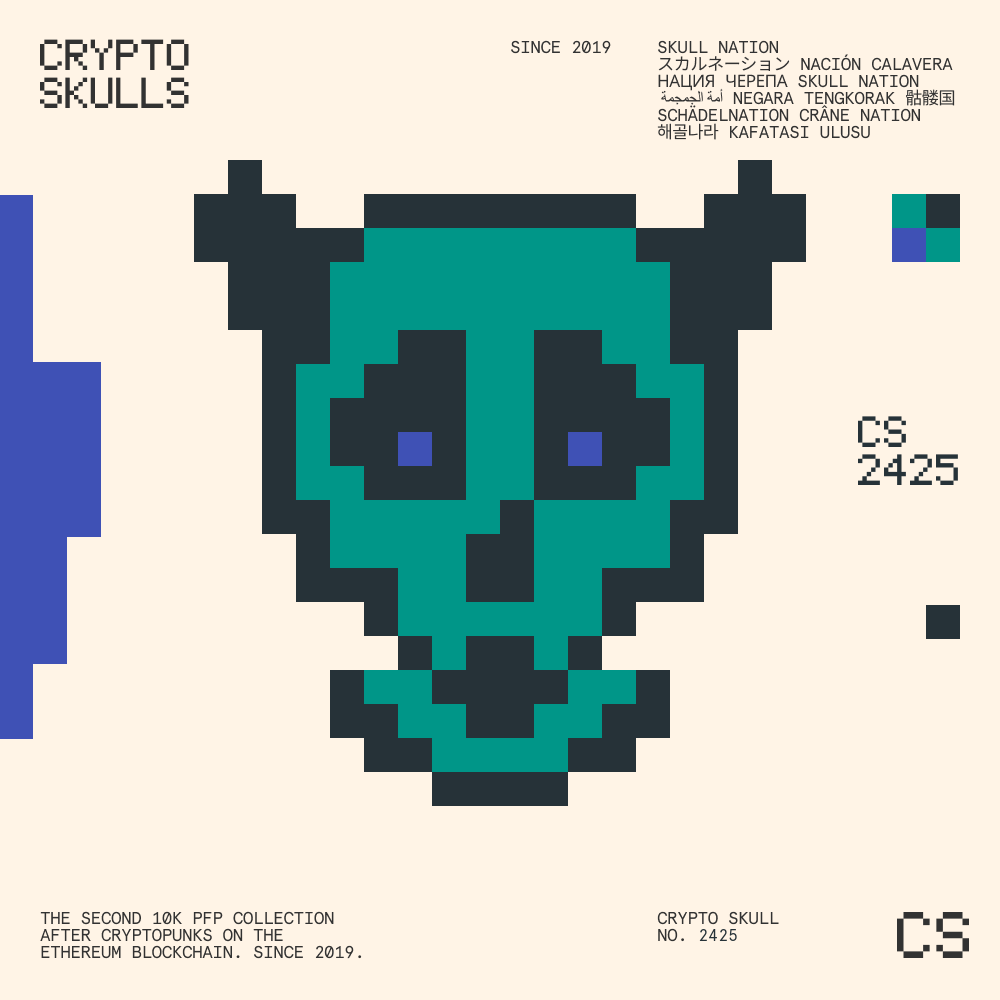 CRYPTO
SKULLS
SINCE 2019
SKULL NATION
スカルネーション NACIÓN CALAVERA
НАЦИЯ ЧЕРЕПА SKULL NATION
أمة الجمجمة NEGARA TENGKORAK 骷髅国
SCHÄDELNATION CRÂNE NATION
해골나라 KAFATASI ULUSU
CS
2425
THE SECOND 10K PFP COLLECTION
AFTER CRYPTOPUNKS ON THE
ETHEREUM BLOCKCHAIN. SINCE 2019.
CRYPTO SKULL
NO. 2425
CS